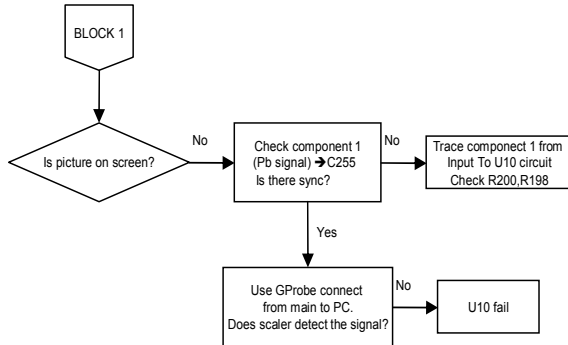 BLOCK 1
Is picture on screen?
No
Check component 1
(Pb signal) ➔C255
Is there sync?
No
Trace component 1 from
Input To U10 circuit
Check R200,R198
Yes
Use GProbe connect
from main to PC.
Does scaler detect the signal?
No
U10 fail